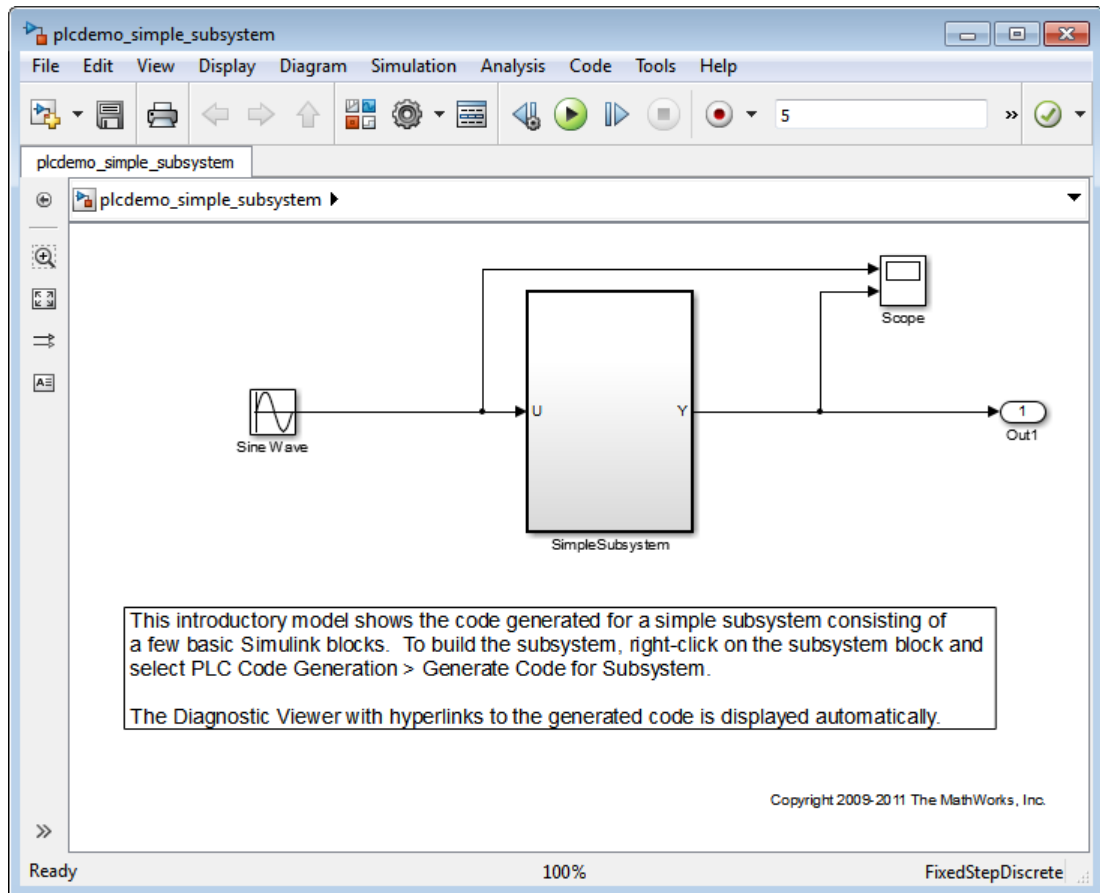 plcdemo_simple_subsystem
File Edit View Display Diagram Simulation Analysis Code Tools Help
5 »
plcdemo_simple_subsystem
plcdemo_simple_subsystem
Scope
U Y
1
Sine Wave
Out1
SimpleSubsystem
This introductory model shows the code generated for a simple subsystem consisting of
a few basic Simulink blocks.  To build the subsystem, right-click on the subsystem block and
select PLC Code Generation > Generate Code for Subsystem.
The Diagnostic Viewer with hyperlinks to the generated code is displayed automatically.
Copyright 2009-2011 The MathWorks, Inc.
Ready 100% FixedStepDiscrete